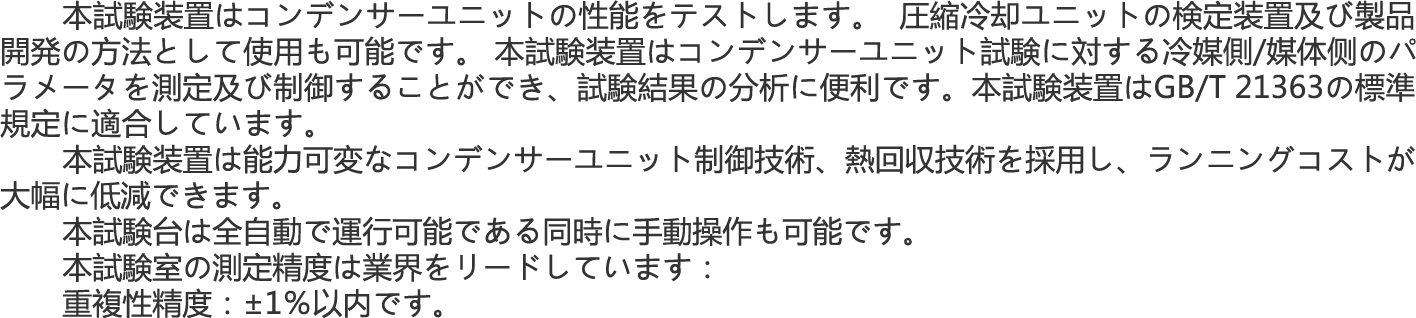 本試験装置はコンデンサーユニットの性能をテストします。 圧縮冷却ユニットの検定装置及び製品
開発の方法として使用も可能です。 本試験装置はコンデンサーユニット試験に対する冷媒側/媒体侧のパ
ラメータを測定及び制御することができ、試験結果の分析に便利です。本試験装置はGB/T 21363の標準
規定に適合しています。
本試験装置は能力可変なコンデンサーユニット制御技術、熱回収技術を採用し、ランニングコストが
大幅に低減できます。
本試験台は全自動で運行可能である同時に手動操作も可能です。
本試験室の測定精度は業界をリードしています：
重複性精度：±1%以内です。